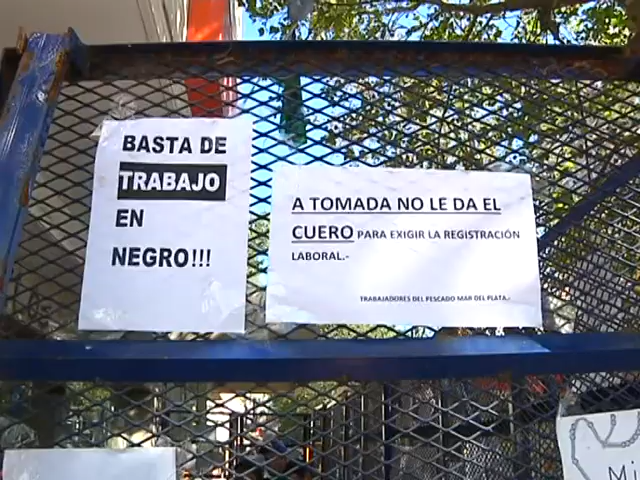 BASTA DE
TRABAJO
EN
NEGRO!!!
A TOMADA NO LE DA EL
CUERO PARA EXIGIR LA REGISTRACIÓN
LABORAL.-
TRABAJADORES DEL PESCADO MAR DEL PLATA.-